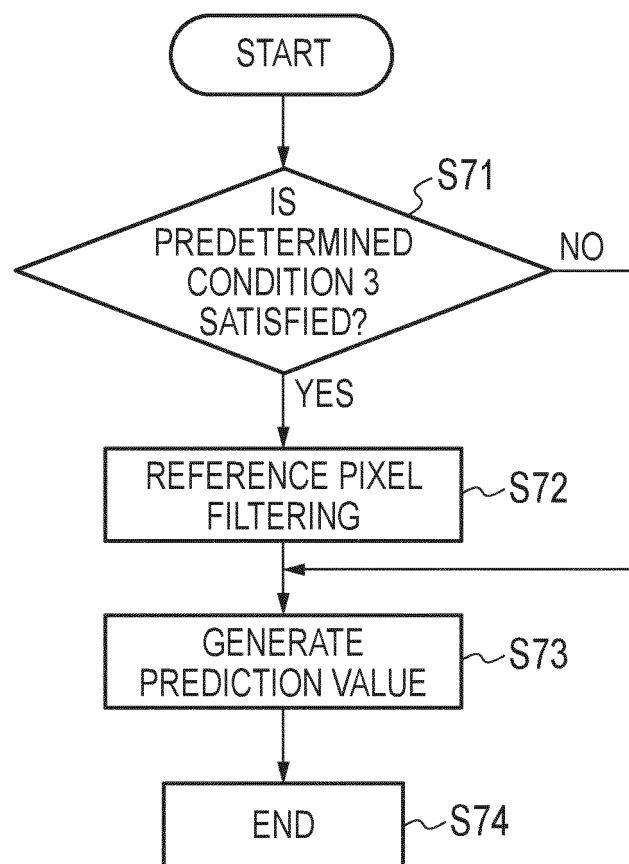 START
S71
IS
PREDETERMINED
CONDITION 3
SATISFIED?
NO
YES
REFERENCE PIXEL
FILTERING
S72
GENERATE
PREDICTION VALUE
S73
END
S74